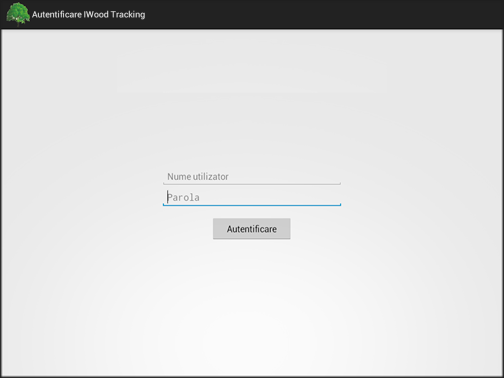 Autentificare IWood Tracking
Nume utilizator
Parola
Autentificare